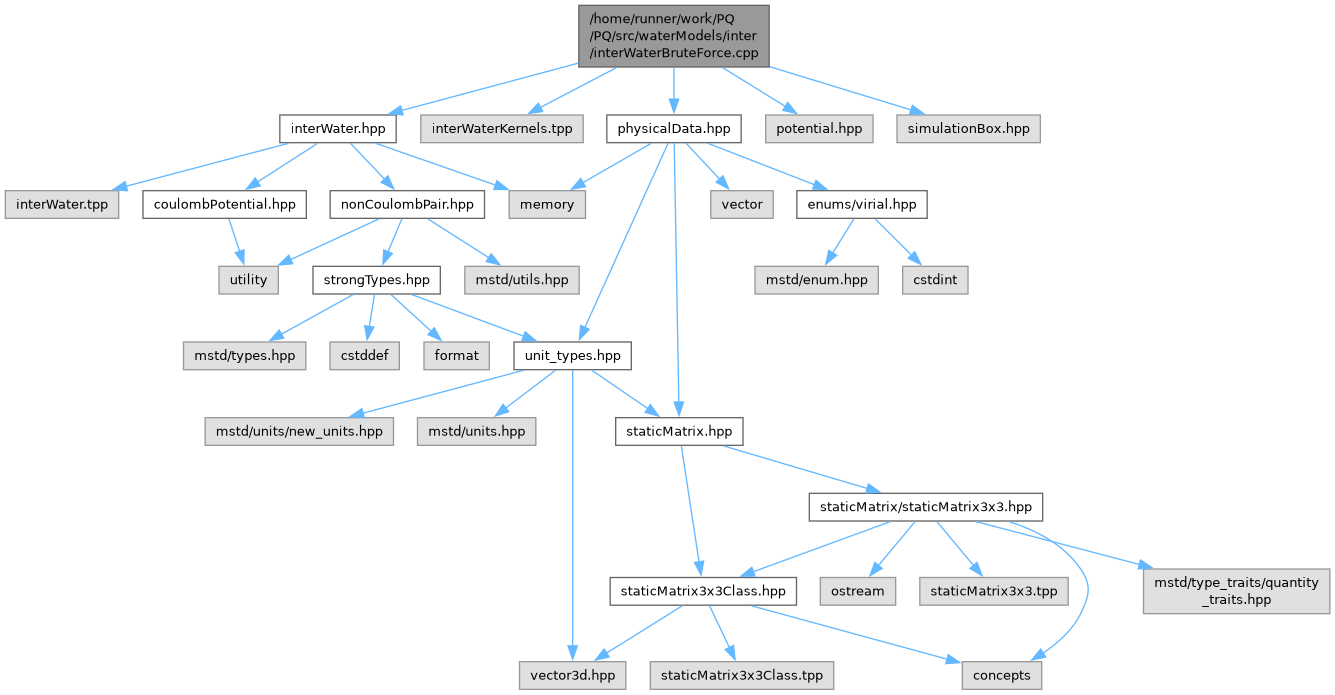 /home/runner/work/PQ
/PQ/src/waterModels/inter
/interWaterBruteForce.cpp
interWater.hpp
interWaterKernels.tpp
physicalData.hpp
potential.hpp
simulationBox.hpp
interWater.tpp
coulombPotential.hpp
nonCoulombPair.hpp
memory
vector
enums/virial.hpp
utility
strongTypes.hpp
mstd/utils.hpp
mstd/enum.hpp
cstdint
mstd/types.hpp
cstddef
format
unit_types.hpp
mstd/units/new_units.hpp
mstd/units.hpp
staticMatrix.hpp
staticMatrix/staticMatrix3x3.hpp
staticMatrix3x3Class.hpp
ostream
staticMatrix3x3.tpp
mstd/type_traits/quantity
_traits.hpp
vector3d.hpp
staticMatrix3x3Class.tpp
concepts